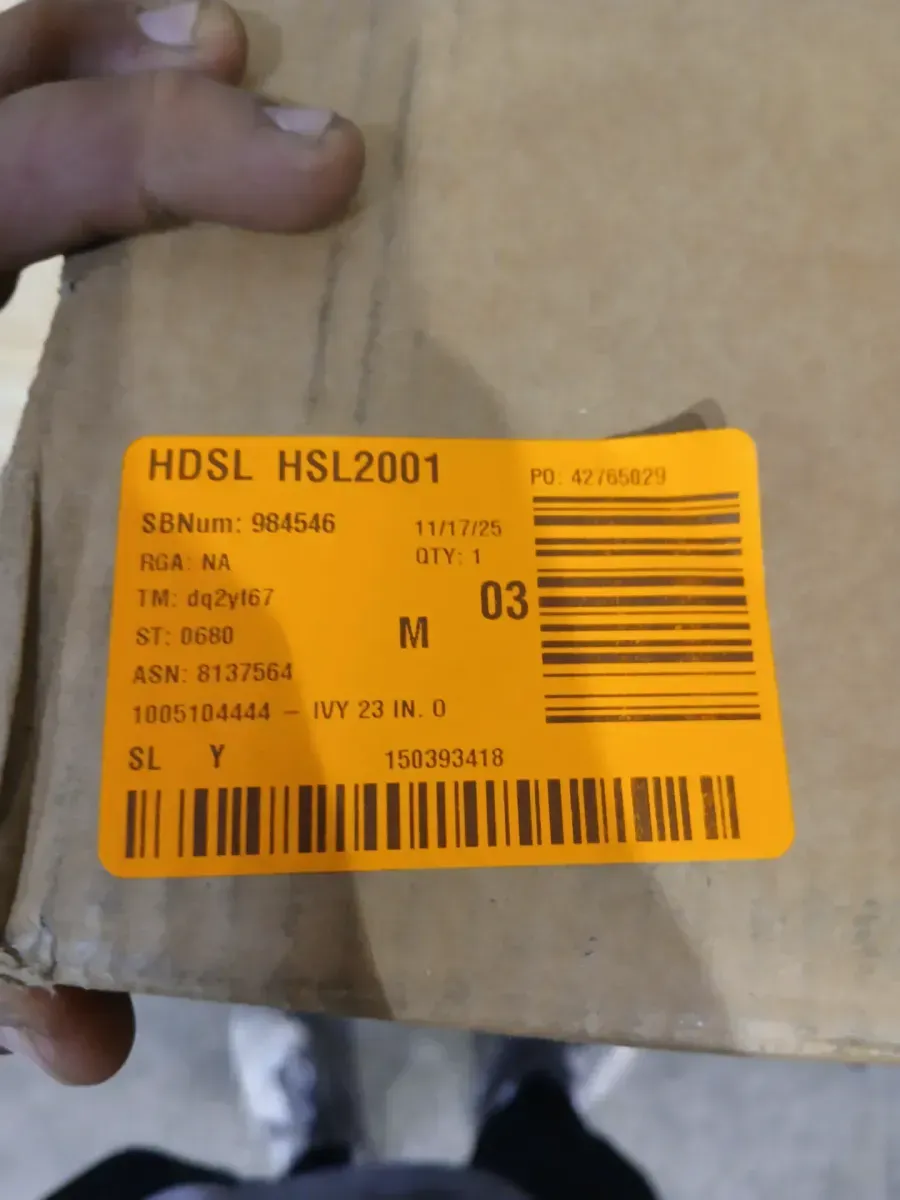 HDSL HSL2001
PO: 42765029
SBNum: 984546
11/17/25
RGA: NA
QTY: 1
TM: dq2yf67
03
ST: 0680
M
ASN: 8137564
1005104444 – IVY 23 IN. O
SL Y
150393418